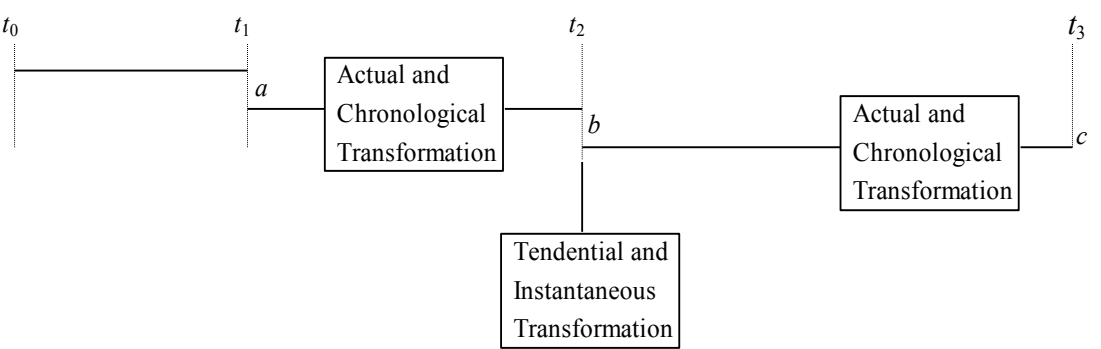 t0 t1 t2 t3
a
Actual and
Chronological
Transformation
b
Actual and
Chronological
Transformation
c
Tendential and
Instantaneous
Transformation